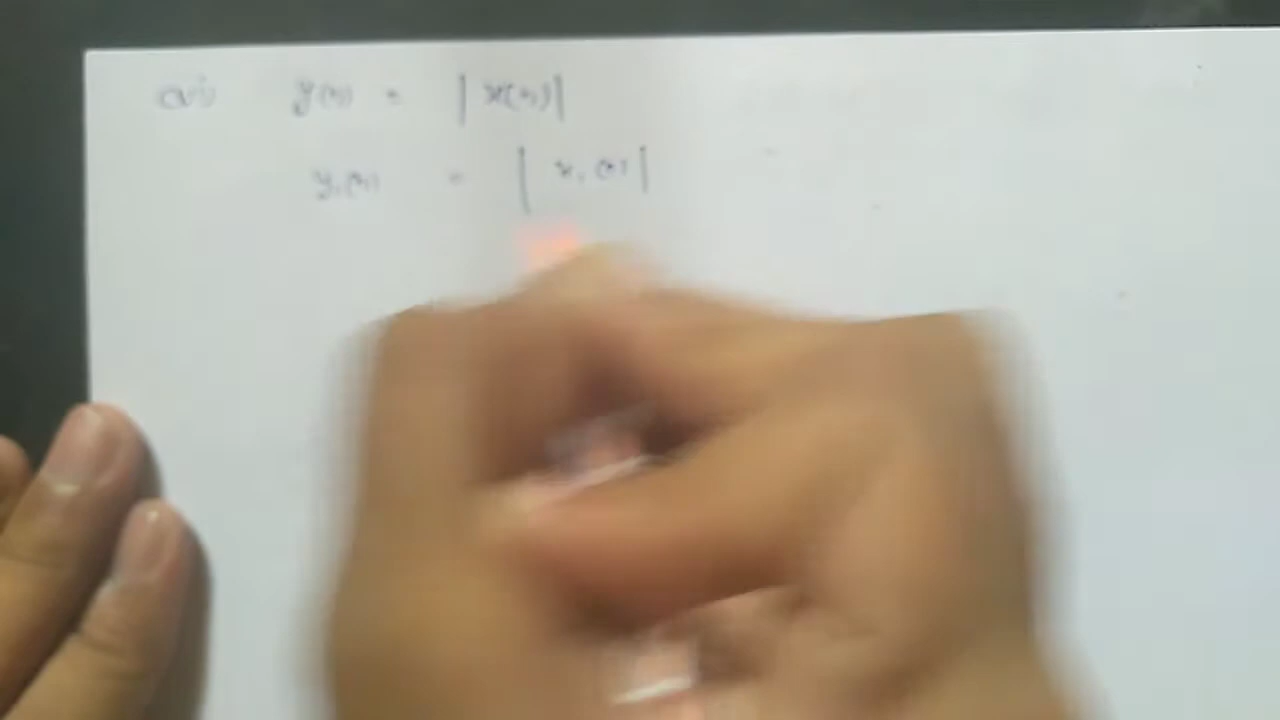 y(n) = | x(n) |
y₁(n) = | x₁(n) |